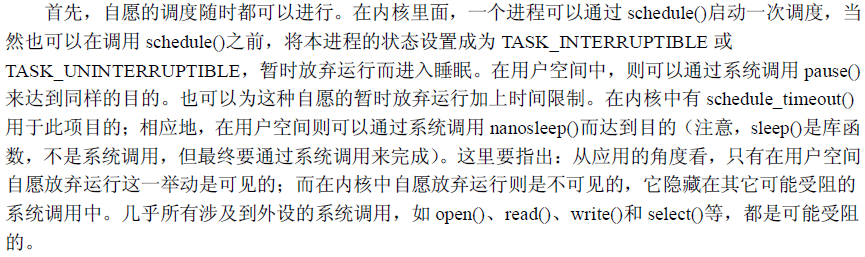 首先，自愿的调度随时都可以进行。在内核里面，一个进程可以通过 schedule()启动一次调度，当
然也可以在调用 schedule()之前，将本进程的状态设置成为 TASK_INTERRUPTIBLE 或
TASK_UNINTERRUPTIBLE，暂时放弃运行而进入睡眠。在用户空间中，则可以通过系统调用 pause()
来达到同样的目的。也可以为这种自愿的暂时放弃运行加上时间限制。在内核中有 schedule_timeout()
用于此项目的；相应地，在用户空间则可以通过系统调用 nanosleep()而达到目的（注意，sleep()是库函
数，不是系统调用，但最终要通过系统调用来完成）。这里要指出：从应用的角度看，只有在用户空间
自愿放弃运行这一举动是可见的；而在内核中自愿放弃运行则是不可见的，它隐藏在其它可能受阻的
系统调用中。几乎所有涉及到外设的系统调用，如 open()、read()、write()和 select()等，都是可能受阻
的。